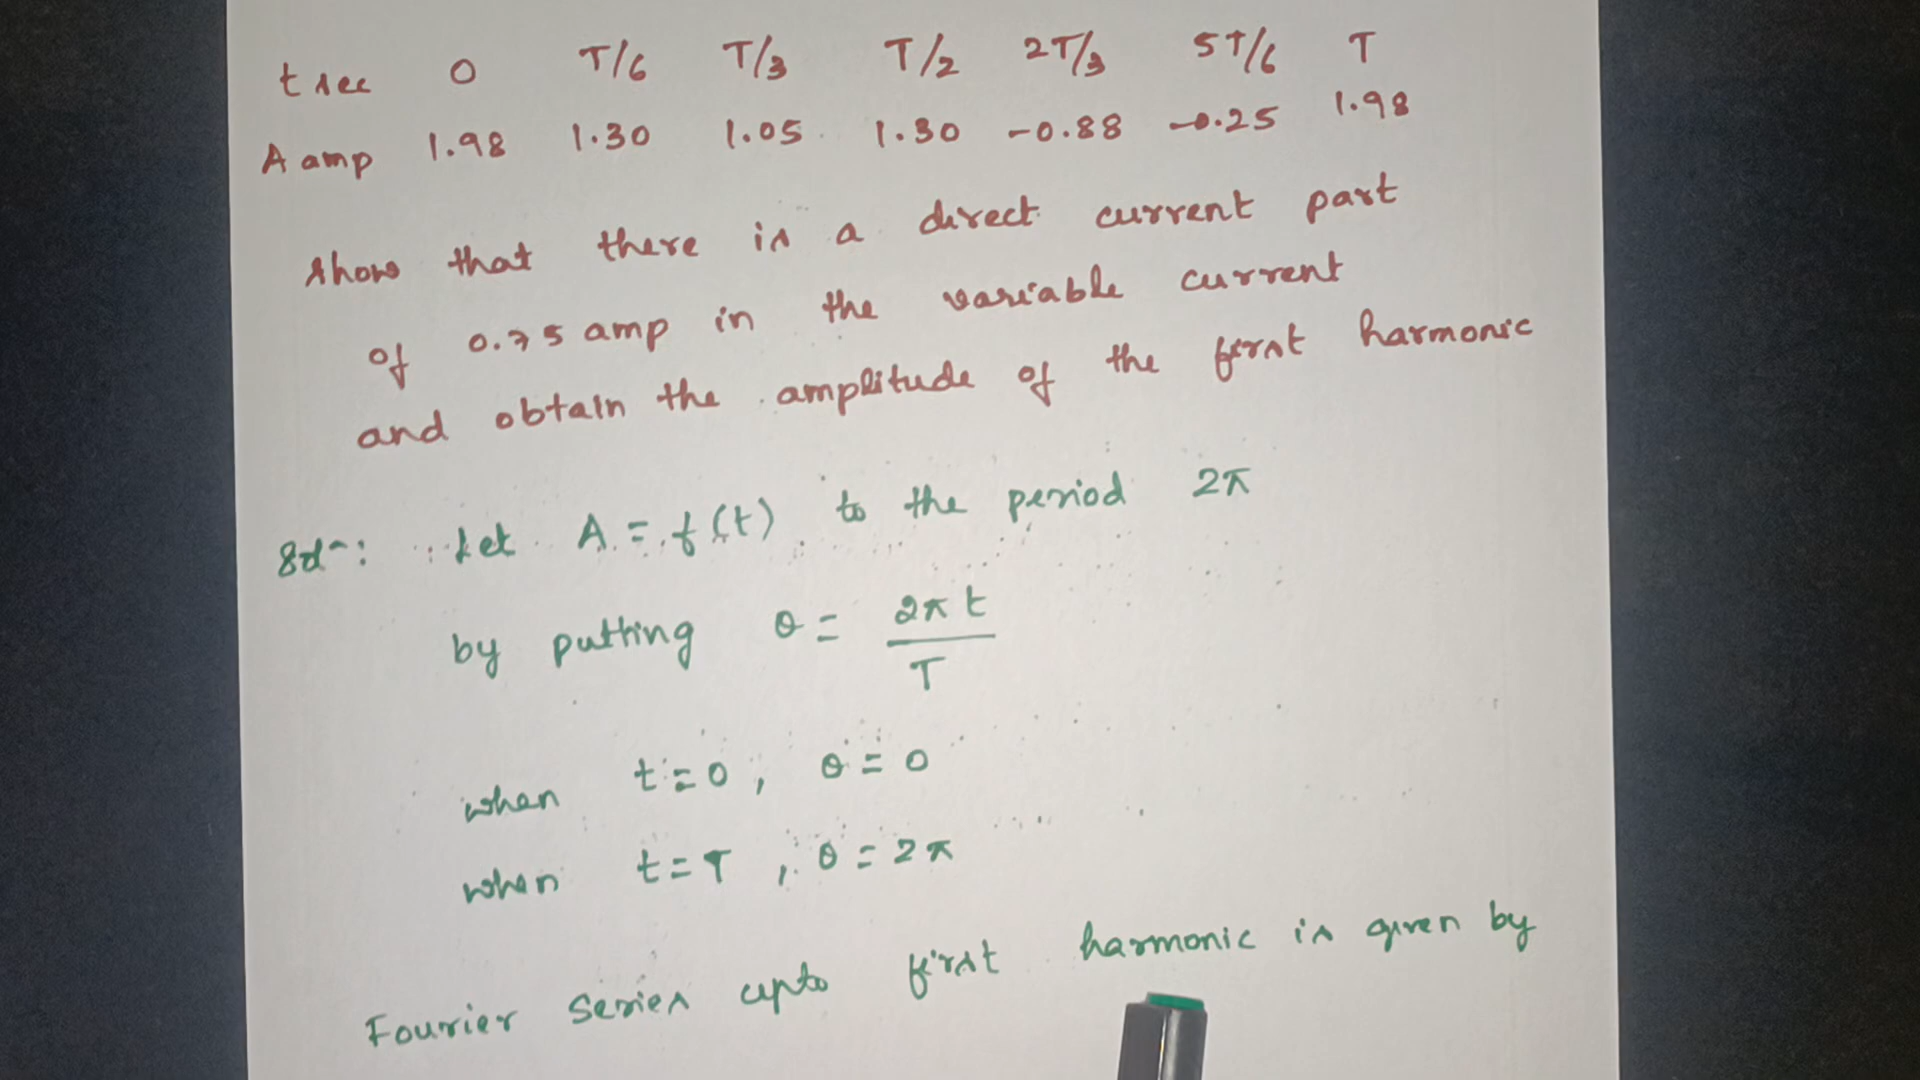 t sec 0 T/6 T/3 T/2 2T/3 5T/6 T
A amp 1.98 1.30 1.05 1.30 -0.88 -0.25 1.98
show that there is a direct current part
of 0.75 amp in the variable current
and obtain the amplitude of the first harmonic
Soln: Let A = f(t) to the period 2π
by putting θ = 2πt/T
when t=0, θ=0
when t=T, θ=2π
Fourier Series upto first harmonic is given by